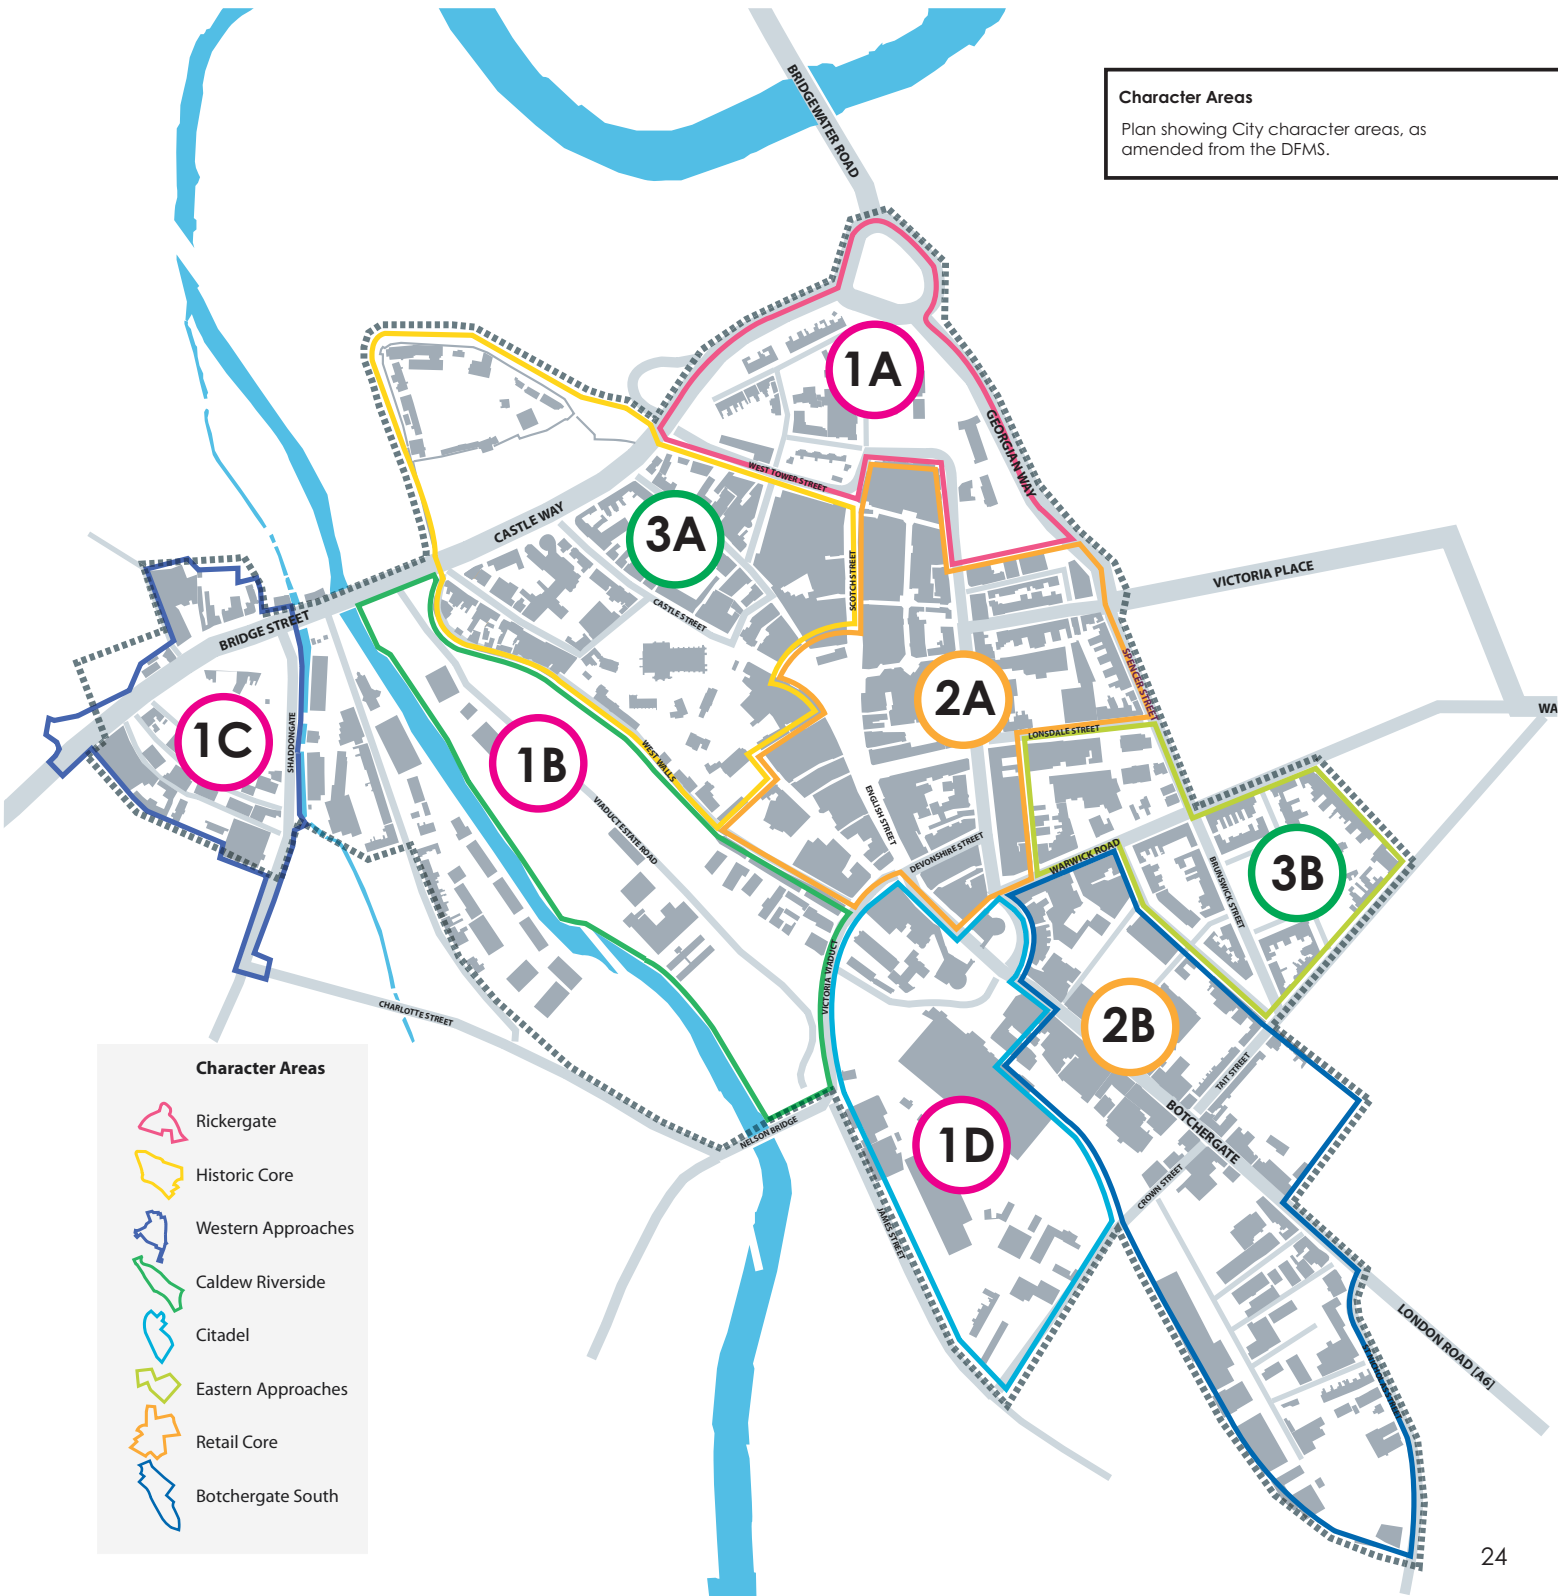 Character Areas
Plan showing City character areas, as
amended from the DFMS.
BRIDGEWATER ROAD
1A
GEORGIAN WAY
WEST TOWER STREET
CASTLE WAY
3A
SCOTCH STREET
CASTLE STREET
VICTORIA PLACE
BRIDGE STREET
SPENCER STREET
2A
WA
1C
SHADDONGATE
LONSDALE STREET
1B
WEST WALLS
VIADUCT ESTATE ROAD
ENGLISH STREET
DEVONSHIRE STREET
WARWICK ROAD
BRUNSWICK STREET
3B
VICTORIA VIADUCT
CHARLOTTE STREET
2B
TAIT STREET
BOTCHERGATE
NELSON BRIDGE
1D
CROWN STREET
JAMES STREET
LONDON ROAD [A6]
Character Areas
Rickergate
Historic Core
Western Approaches
Caldew Riverside
Citadel
Eastern Approaches
Retail Core
Botchergate South
24